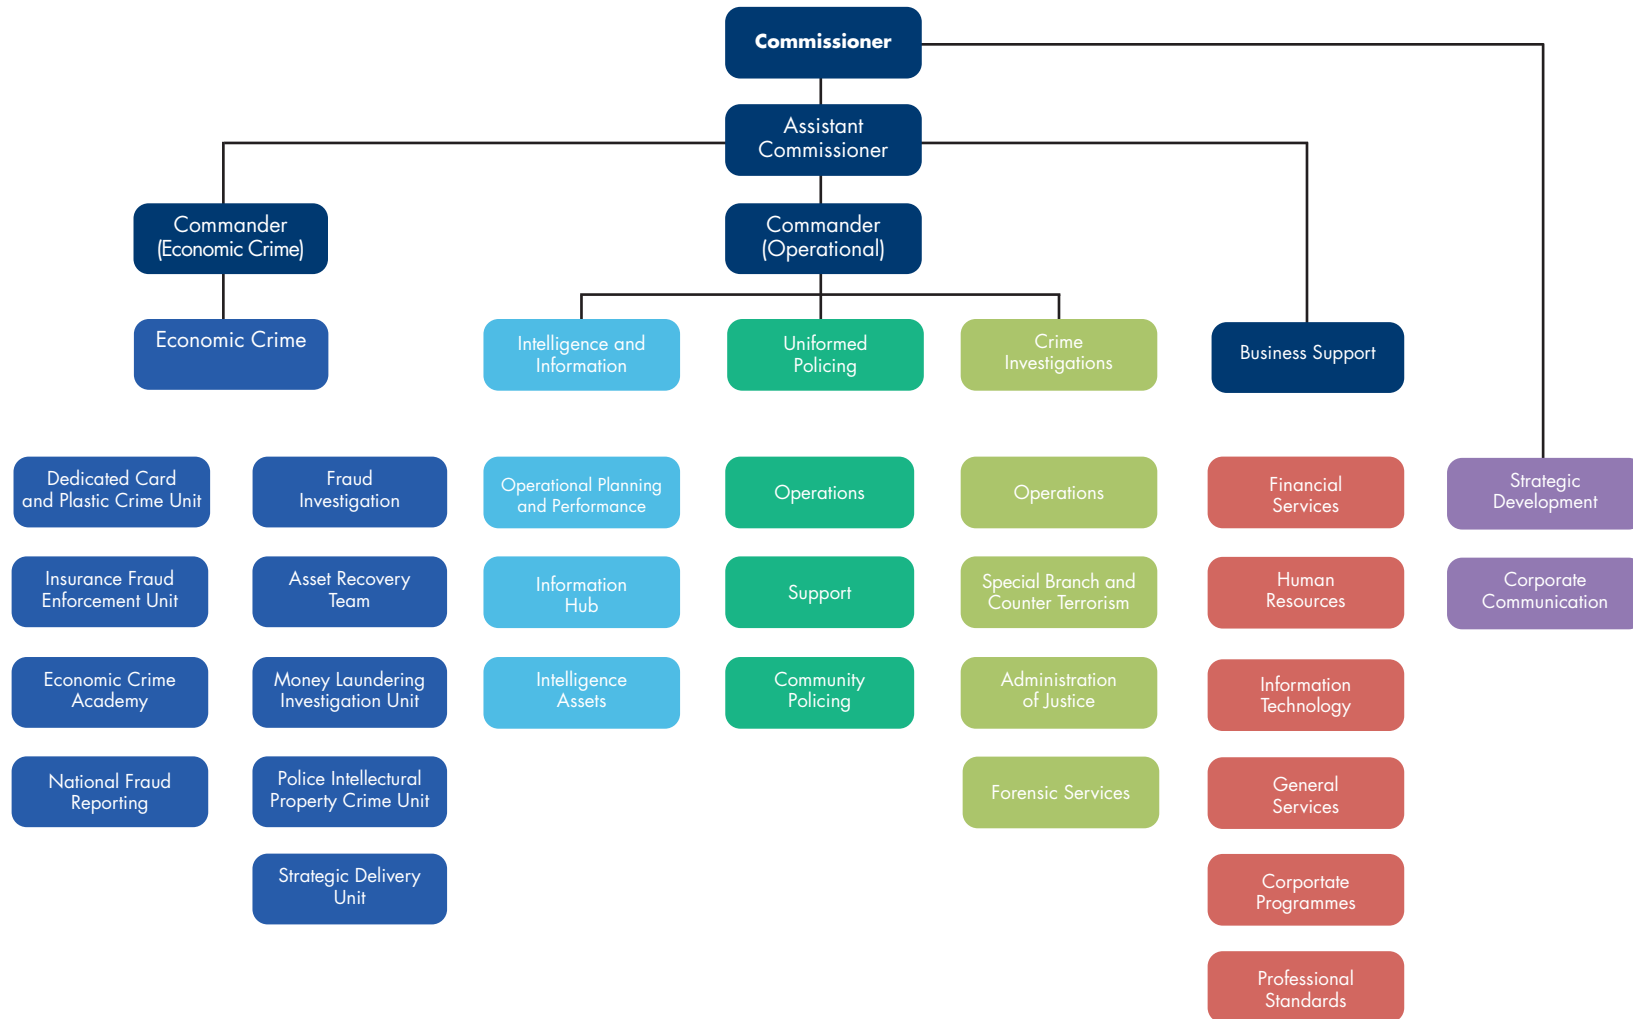 Commissioner
Assistant
Commissioner
Commander
(Economic Crime)
Commander
(Operational)
Economic Crime
Intelligence and
Information
Uniformed
Policing
Crime
Investigations
Business Support
Dedicated Card
and Plastic Crime Unit
Fraud
Investigation
Operational Planning
and Performance
Operations
Operations
Financial
Services
Strategic
Development
Insurance Fraud
Enforcement Unit
Asset Recovery
Team
Information
Hub
Support
Special Branch and
Counter Terrorism
Human
Resources
Corporate
Communication
Economic Crime
Academy
Money Laundering
Investigation Unit
Intelligence
Assets
Community
Policing
Administration
of Justice
Information
Technology
National Fraud
Reporting
Police Intellectural
Property Crime Unit
Forensic Services
General
Services
Strategic Delivery
Unit
Corportate
Programmes
Professional
Standards